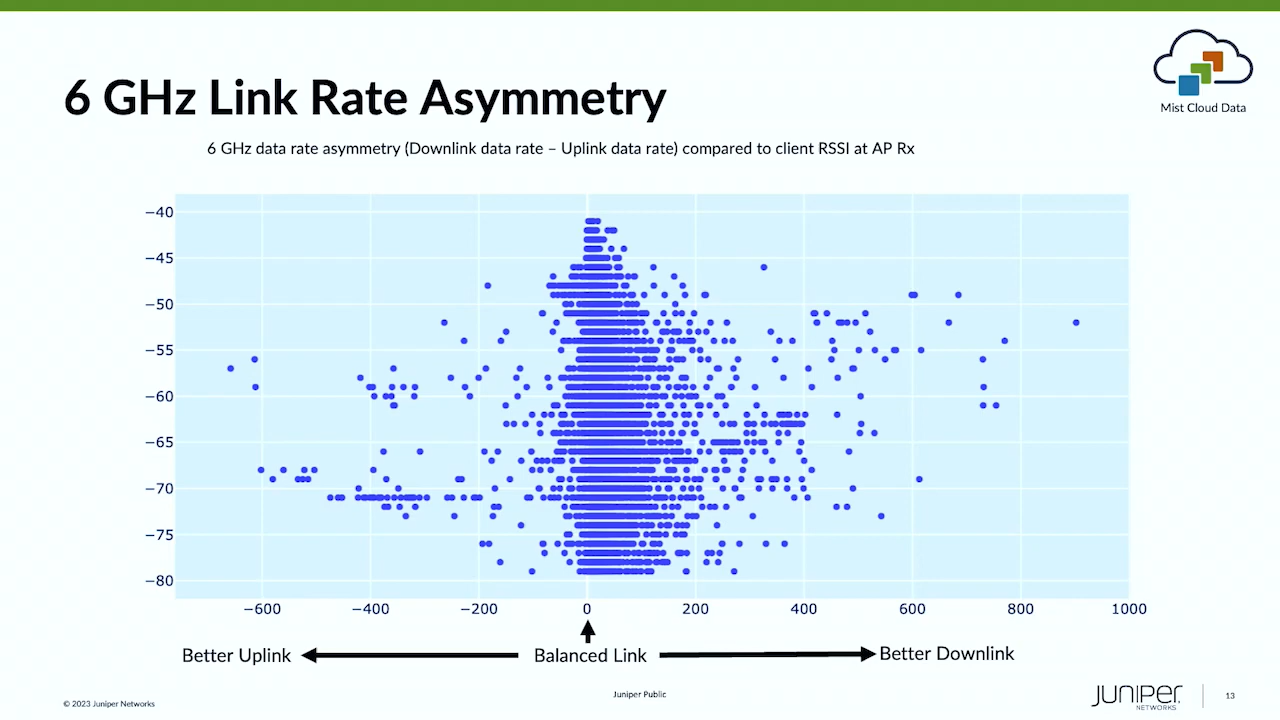 6 GHz Link Rate Asymmetry
Mist Cloud Data
6 GHz data rate asymmetry (Downlink data rate – Uplink data rate) compared to client RSSI at AP Rx
−40
−45
−50
−55
−60
−65
−70
−75
−80
−600 −400 −200 0 200 400 600 800 1000
Better Uplink Balanced Link Better Downlink
© 2023 Juniper Networks
Juniper Public
JUNIPER
NETWORKS
13